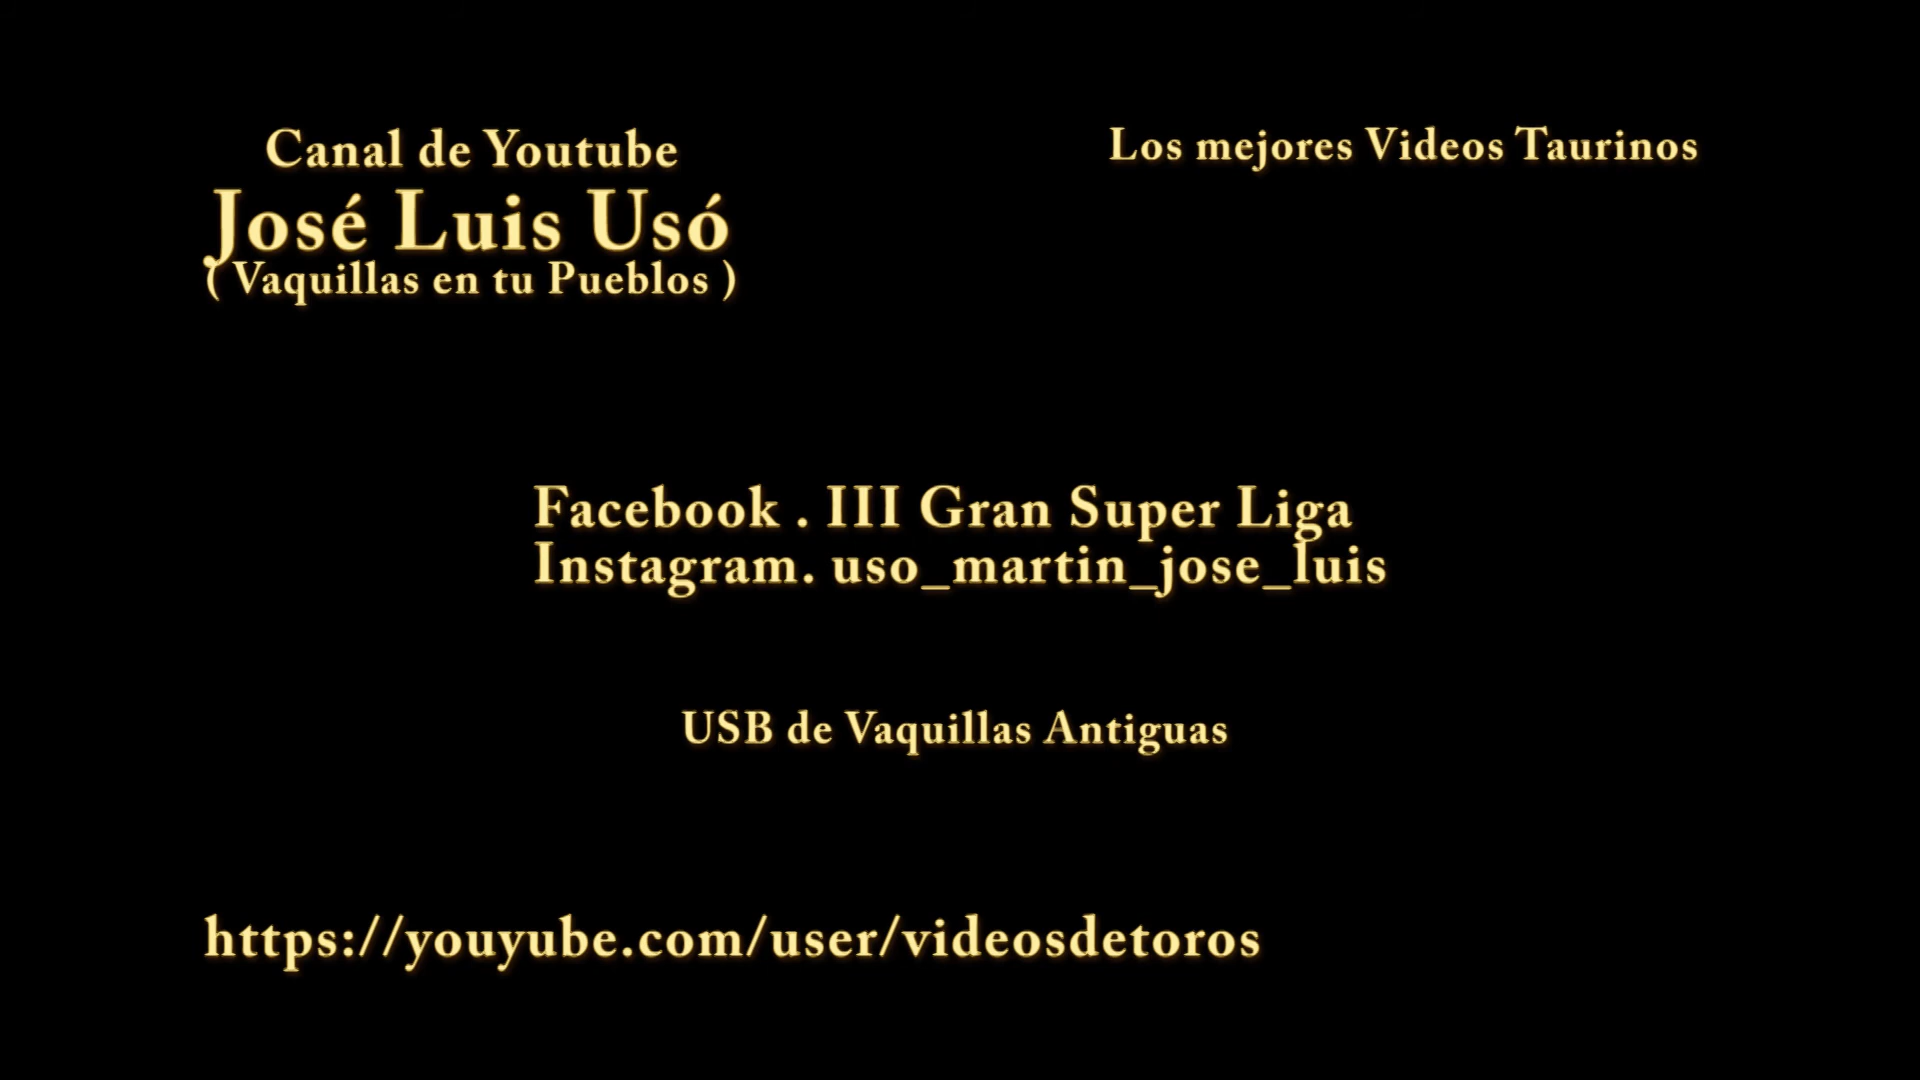 Canal de Youtube
José Luis Usó
( Vaquillas en tu Pueblos )
Los mejores Videos Taurinos
Facebook . III Gran Super Liga
Instagram. uso_martin_jose_luis
USB de Vaquillas Antiguas
https://youyube.com/user/videosdetoros